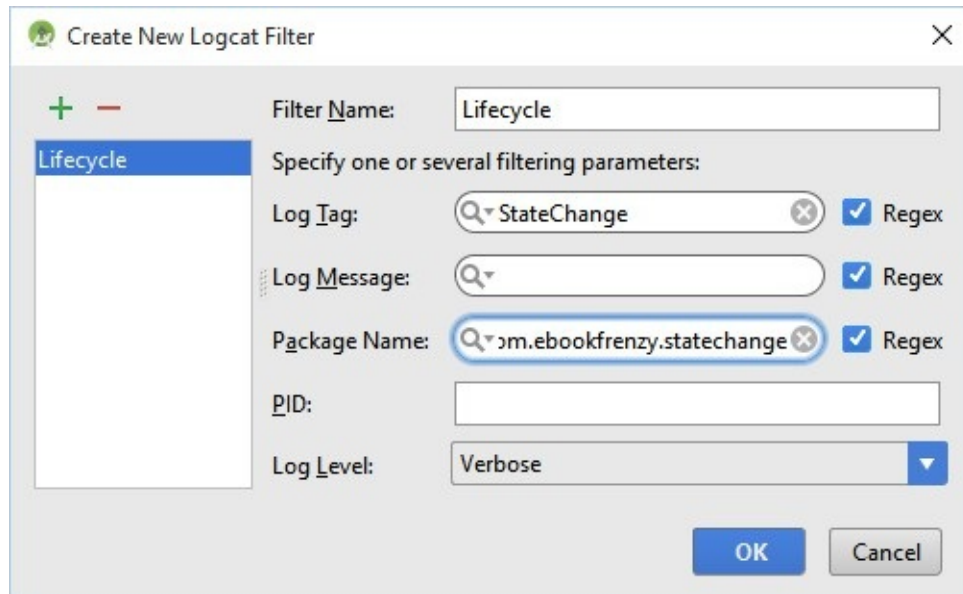 Create New Logcat Filter
Filter Name: Lifecycle
Lifecycle
Specify one or several filtering parameters:
Log Tag: StateChange Regex
Log Message: Regex
Package Name: om.ebookfrenzy.statechange Regex
PID:
Log Level: Verbose
OK Cancel